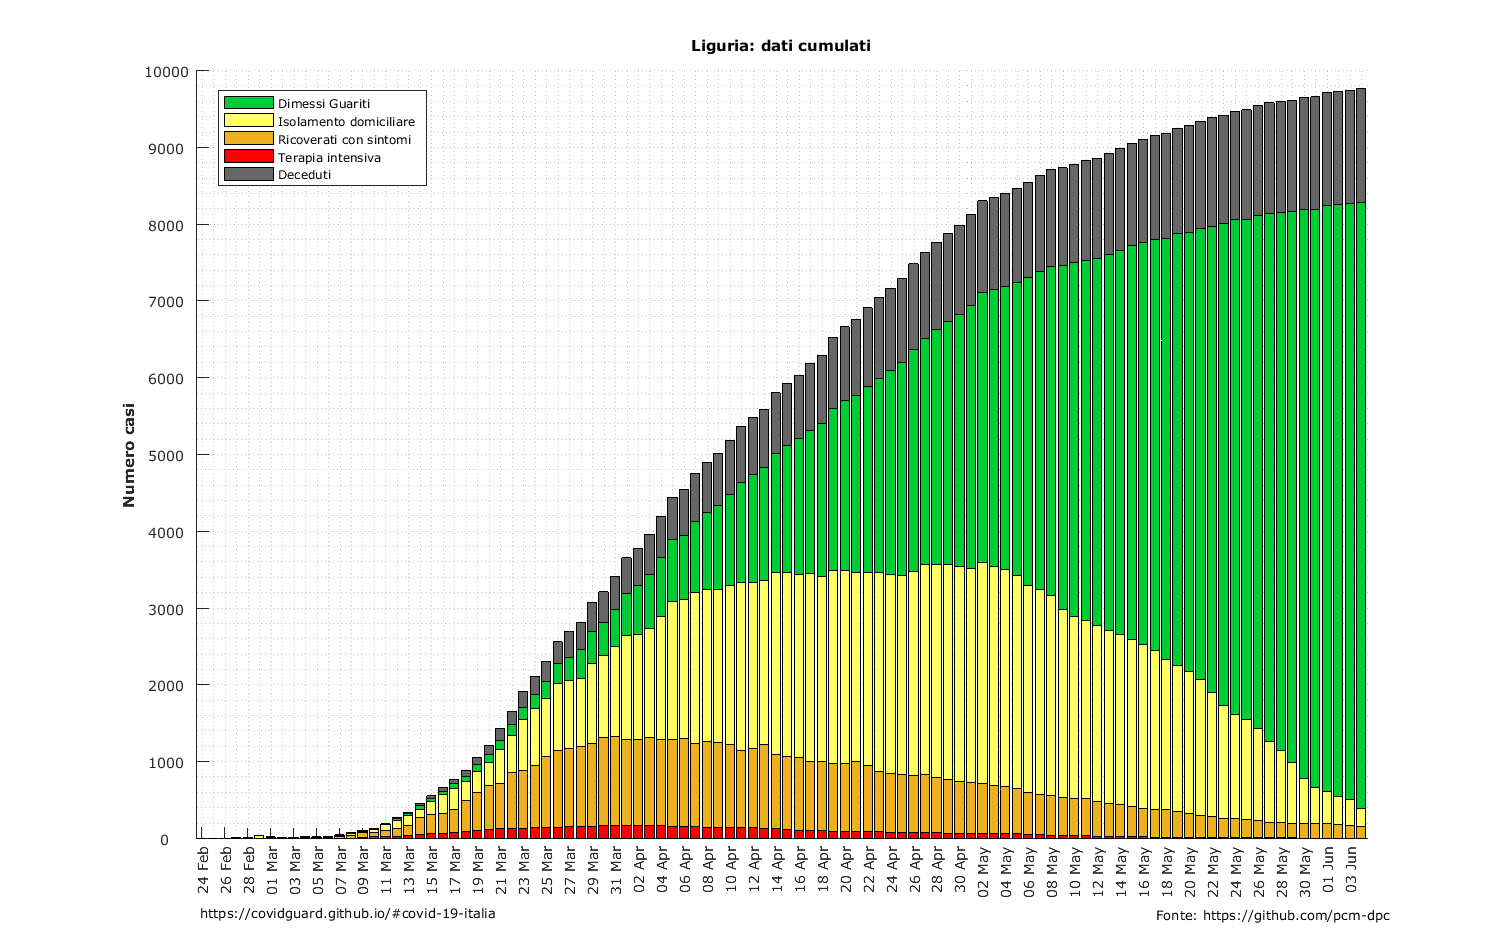 Liguria: dati cumulati
10000
9000
8000
7000
6000
5000
4000
3000
2000
1000
0
Numero casi
Dimessi Guariti
Isolamento domiciliare
Ricoverati con sintomi
Terapia intensiva
Deceduti
24 Feb
26 Feb
28 Feb
01 Mar
03 Mar
05 Mar
07 Mar
09 Mar
11 Mar
13 Mar
15 Mar
17 Mar
19 Mar
21 Mar
23 Mar
25 Mar
27 Mar
29 Mar
31 Mar
02 Apr
04 Apr
06 Apr
08 Apr
10 Apr
12 Apr
14 Apr
16 Apr
18 Apr
20 Apr
22 Apr
24 Apr
26 Apr
28 Apr
30 Apr
02 May
04 May
06 May
08 May
10 May
12 May
14 May
16 May
18 May
20 May
22 May
24 May
26 May
28 May
30 May
01 Jun
03 Jun
https://covidguard.github.io/#covid-19-italia
Fonte: https://github.com/pcm-dpc